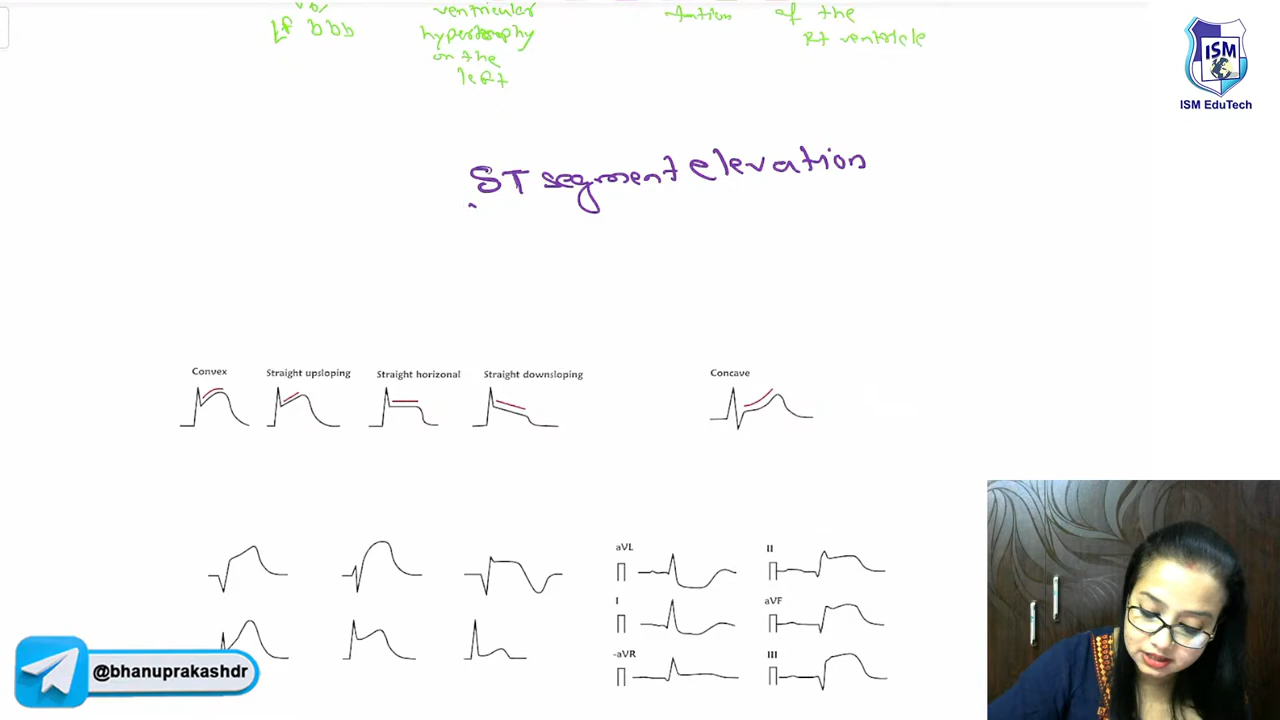 ventricular
of the
Lf bbb
hypertrophy
Rt ventricle
on the
left
ISM
ISM EduTech
ST segment elevation
Convex
Straight upsloping
Straight horizonal
Straight downsloping
Concave
aVL
II
I
aVF
-aVR
III
@bhanuprakashdr